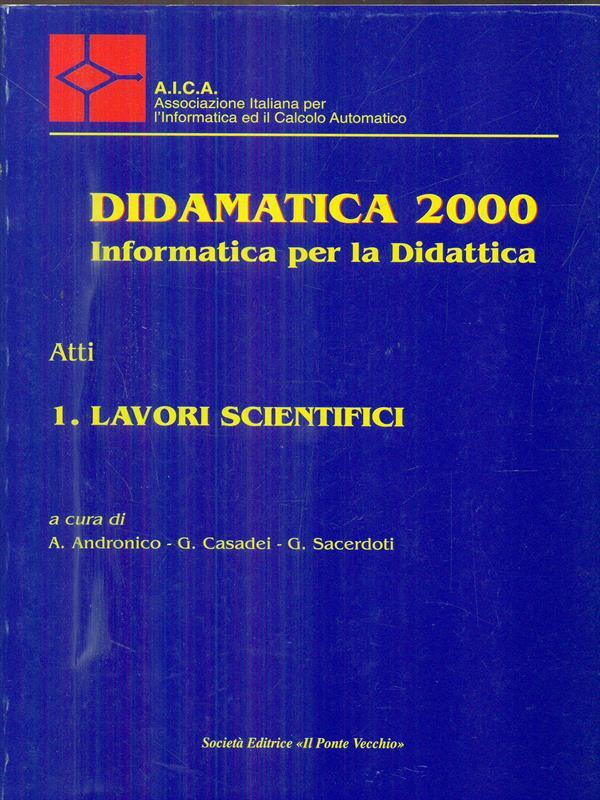 A.I.C.A.
Associazione Italiana per
l'Informatica ed il Calcolo Automatico
DIDAMATICA 2000
Informatica per la Didattica
Atti
1. LAVORI SCIENTIFICI
a cura di
A. Andronico - G. Casadei - G. Sacerdoti
Società Editrice «Il Ponte Vecchio»